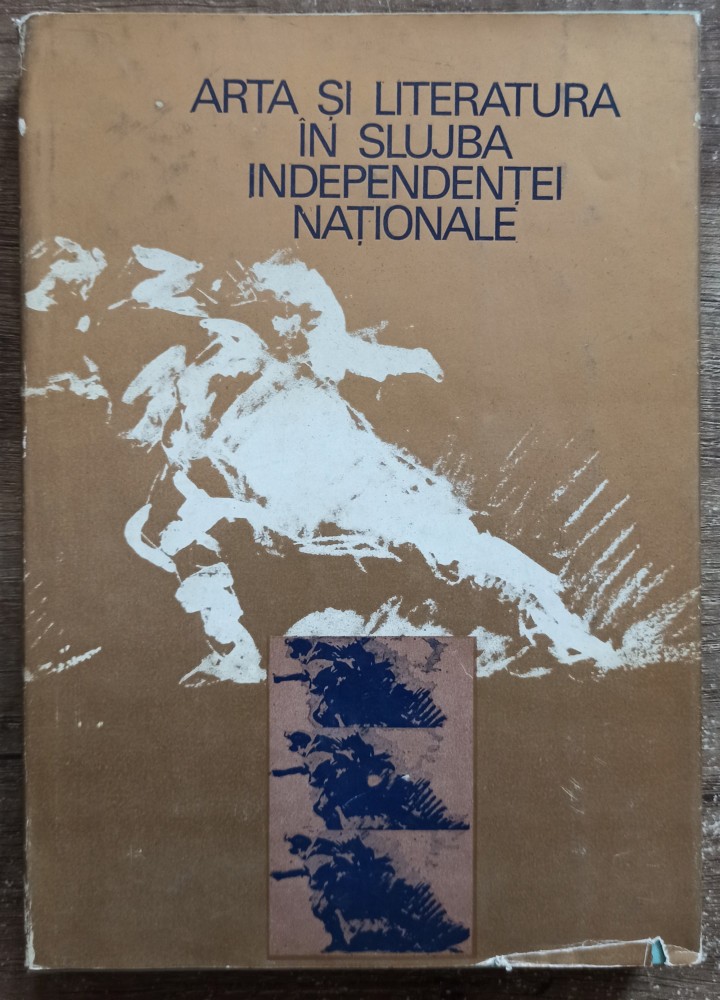 ARTA ȘI LITERATURA
ÎN SLUJBA
INDEPENDENȚEI
NAȚIONALE